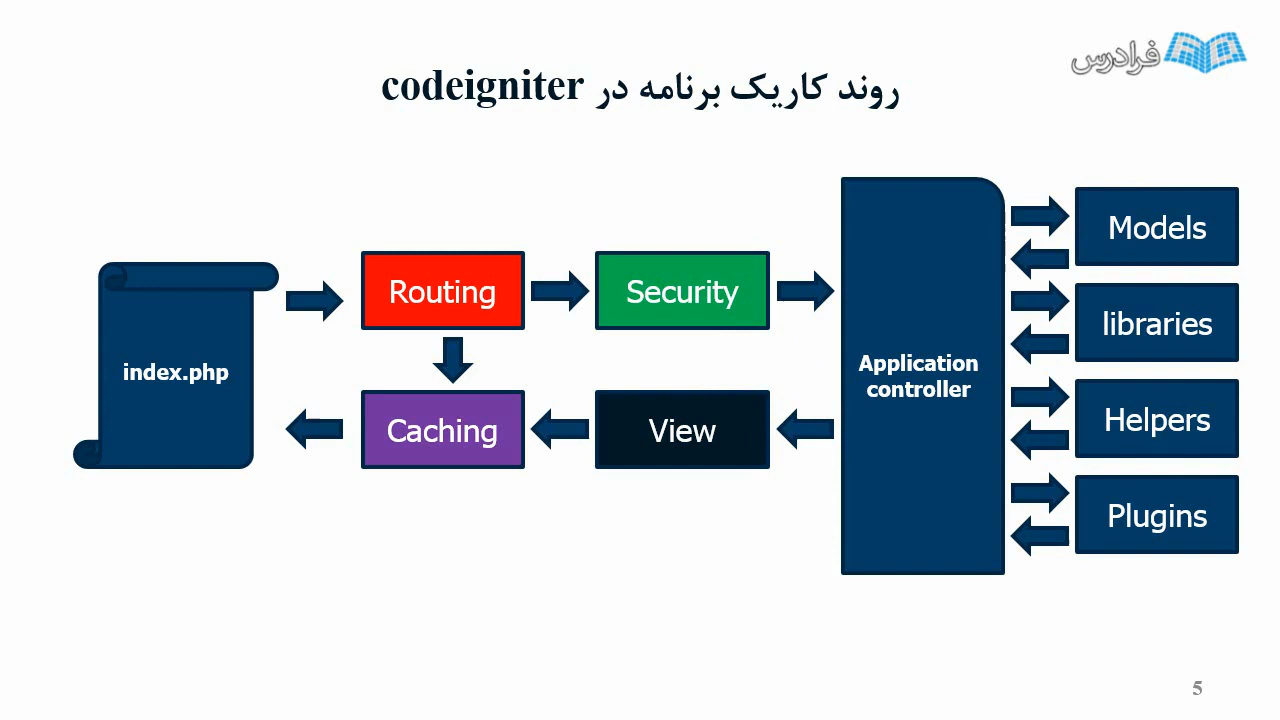 فرادرس
روند کاریک برنامه در codeigniter
index.php
Routing
Security
Caching
View
Application
controller
Models
libraries
Helpers
Plugins
5